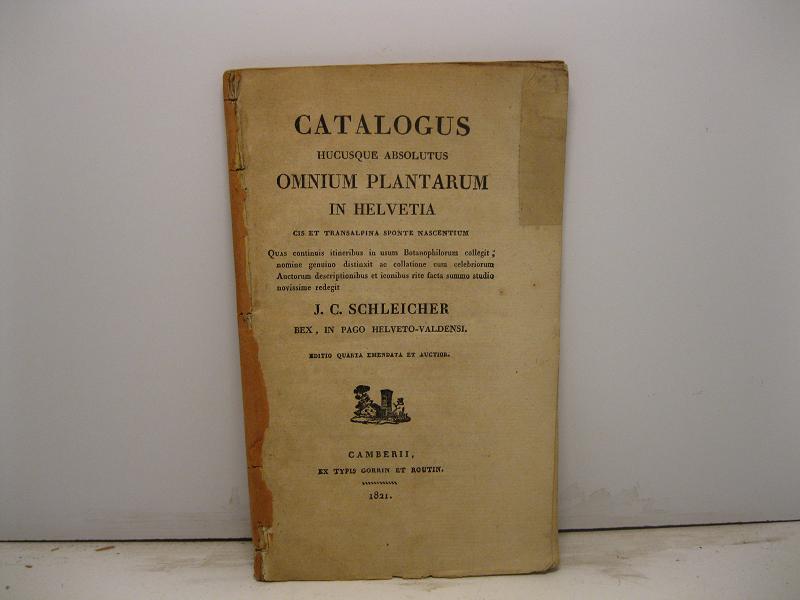 CATALOGUS
HUCUSQUE ABSOLUTUS
OMNIUM PLANTARUM
IN HELVETIA
CIS ET TRANSALPINA SPONTE NASCENTIUM
QUAS continuis itineribus in usum Botanophilorum collegit;
nomine genuino distinxit ac collatione cum celebriorum
Auctorum descriptionibus et iconibus rite facta summo studio
novissime redegit
J. C. SCHLEICHER
BEX, IN PAGO HELVETO-VALDENSI.
EDITIO QUARTA EMENDATA ET AUCTIOR.
CAMBERII,
EX TYPIS GORRIN ET ROUTIN.
1821.